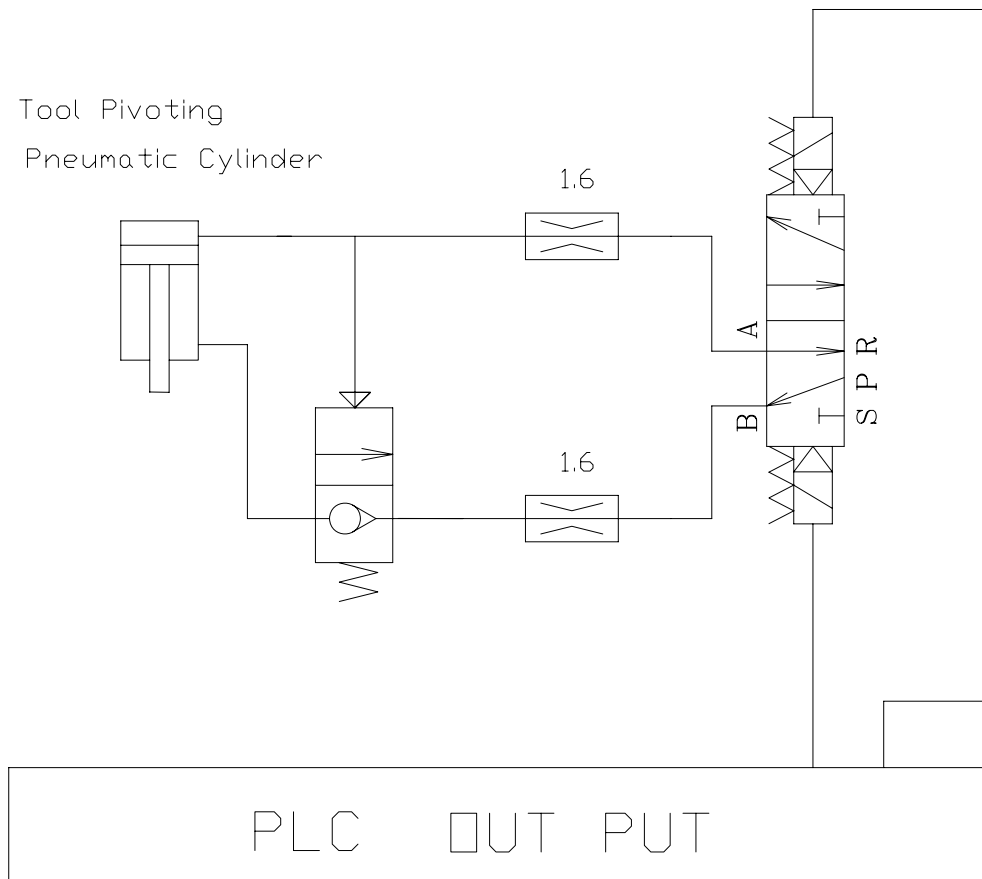 Tool Pivoting
Pneumatic Cylinder
1.6
A
R
P
B
S
1.6
PLC OUT PUT